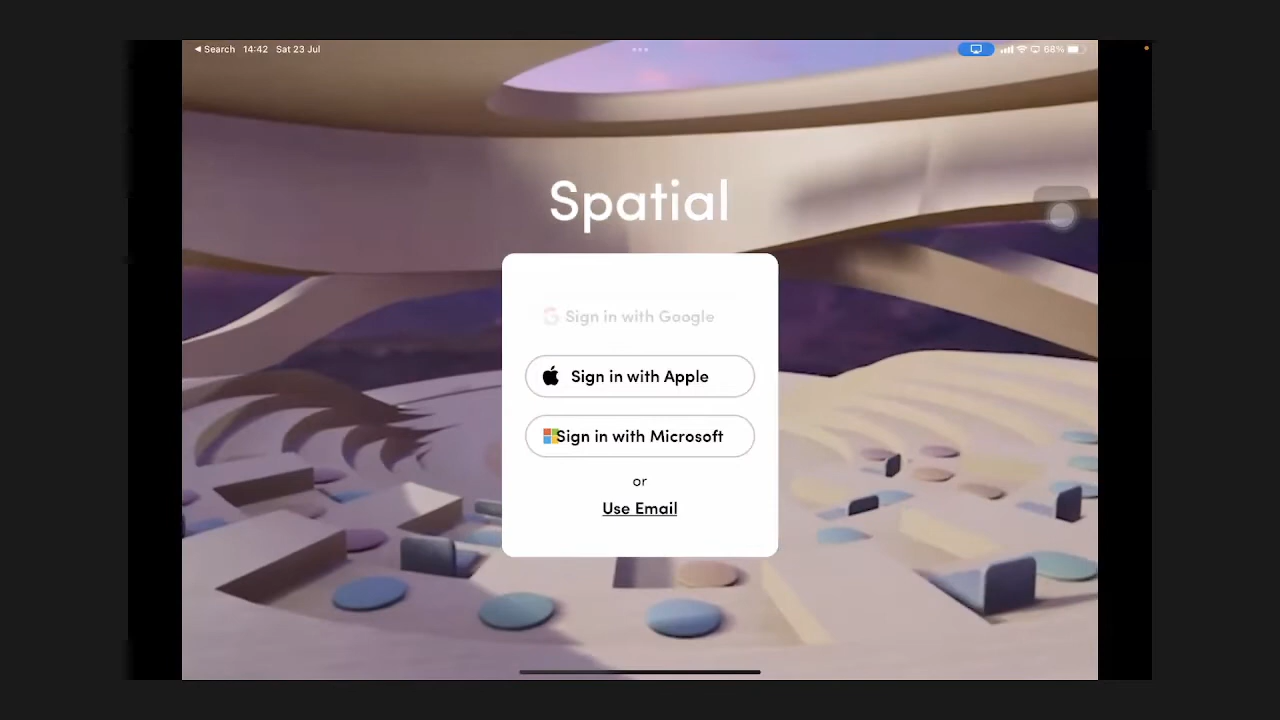 Search 14:42 Sat 23 Jul
68%
Spatial
Sign in with Google
Sign in with Apple
Sign in with Microsoft
or
Use Email